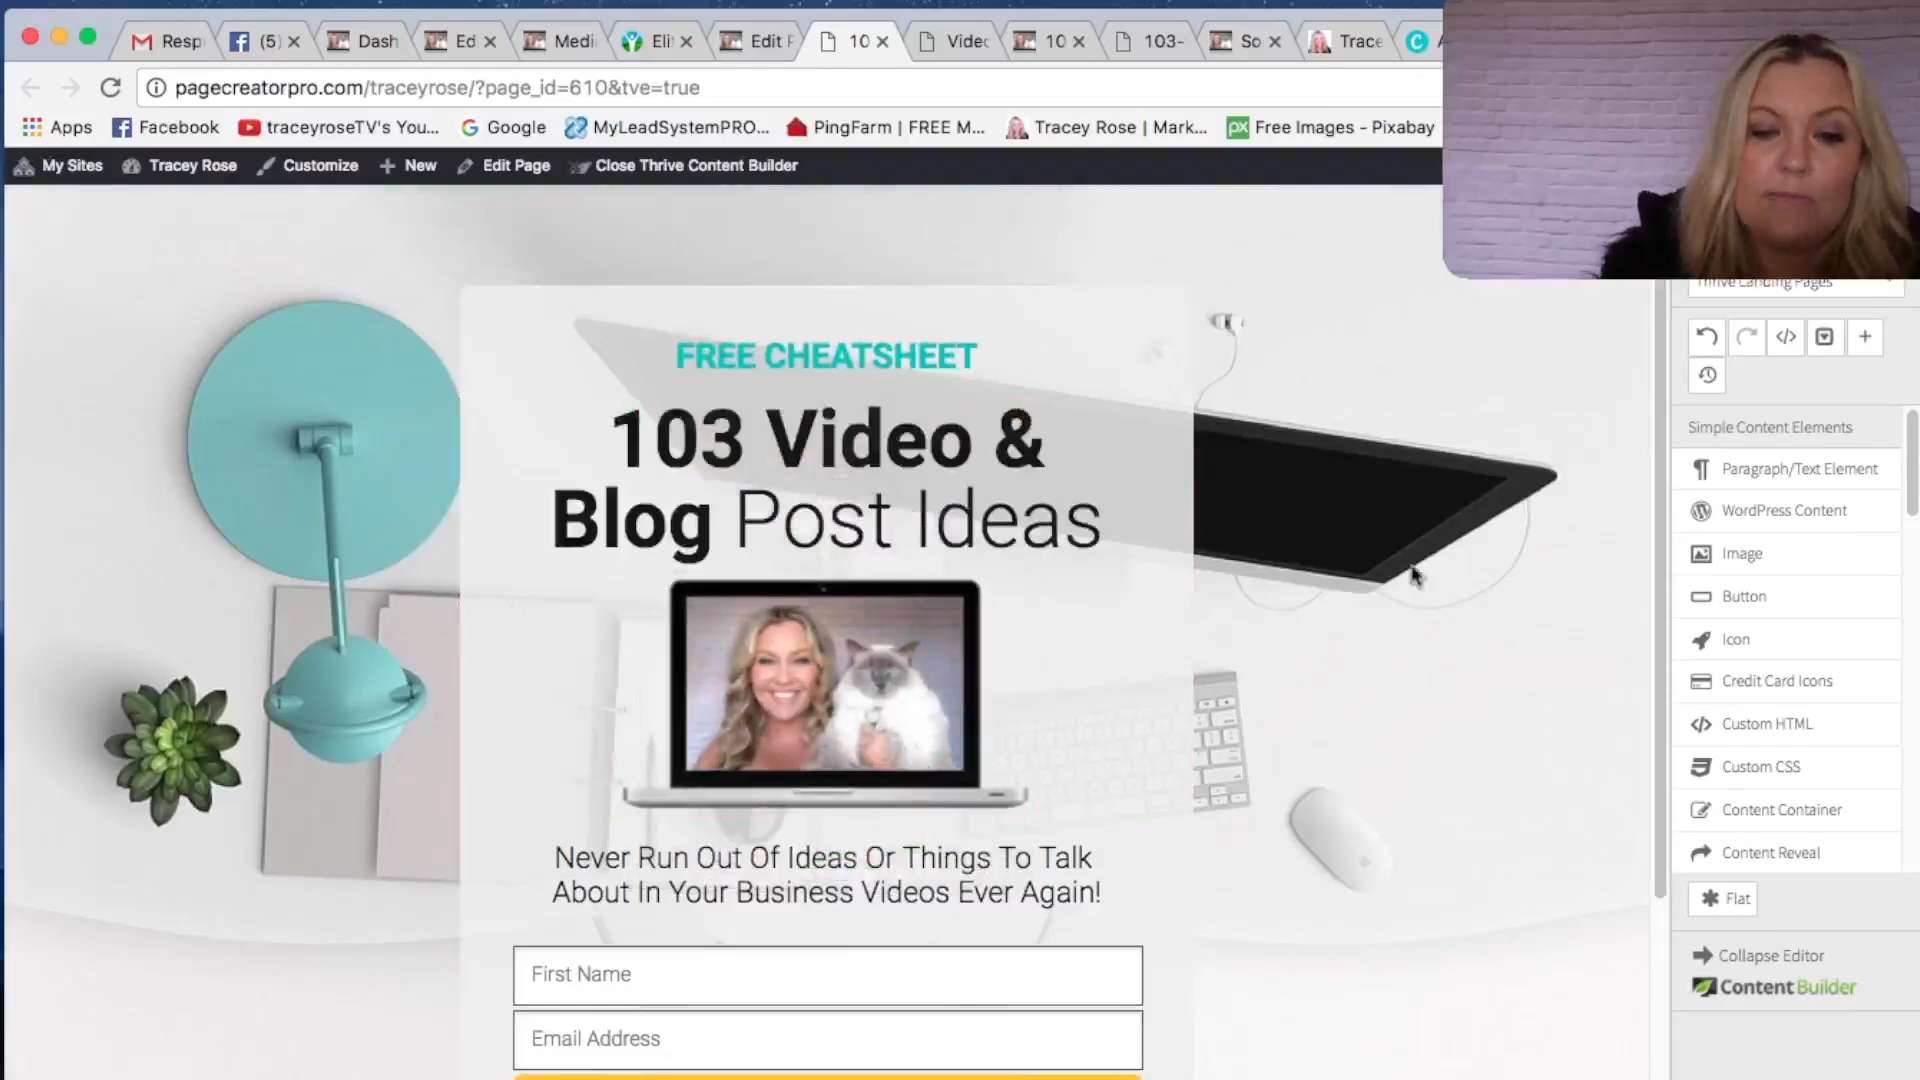 Resp
(5)
Dash
Ed
Medi
Elit
Edit P
10
Videc
10
103-
So
Trace
pagecreatorpro.com/traceyrose/?page_id=610&tve=true
Apps
Facebook
traceyroseTV's You...
Google
MyLeadSystemPRO...
PingFarm | FREE M...
Tracey Rose | Mark...
px
Free Images - Pixabay
My Sites
Tracey Rose
Customize
New
Edit Page
Close Thrive Content Builder
FREE CHEATSHEET
103 Video &
Blog Post Ideas
Never Run Out Of Ideas Or Things To Talk
About In Your Business Videos Ever Again!
First Name
Email Address
Thrive Landing Pages
Simple Content Elements
Paragraph/Text Element
WordPress Content
Image
Button
Icon
Credit Card Icons
Custom HTML
Custom CSS
Content Container
Content Reveal
Flat
Collapse Editor
Content Builder